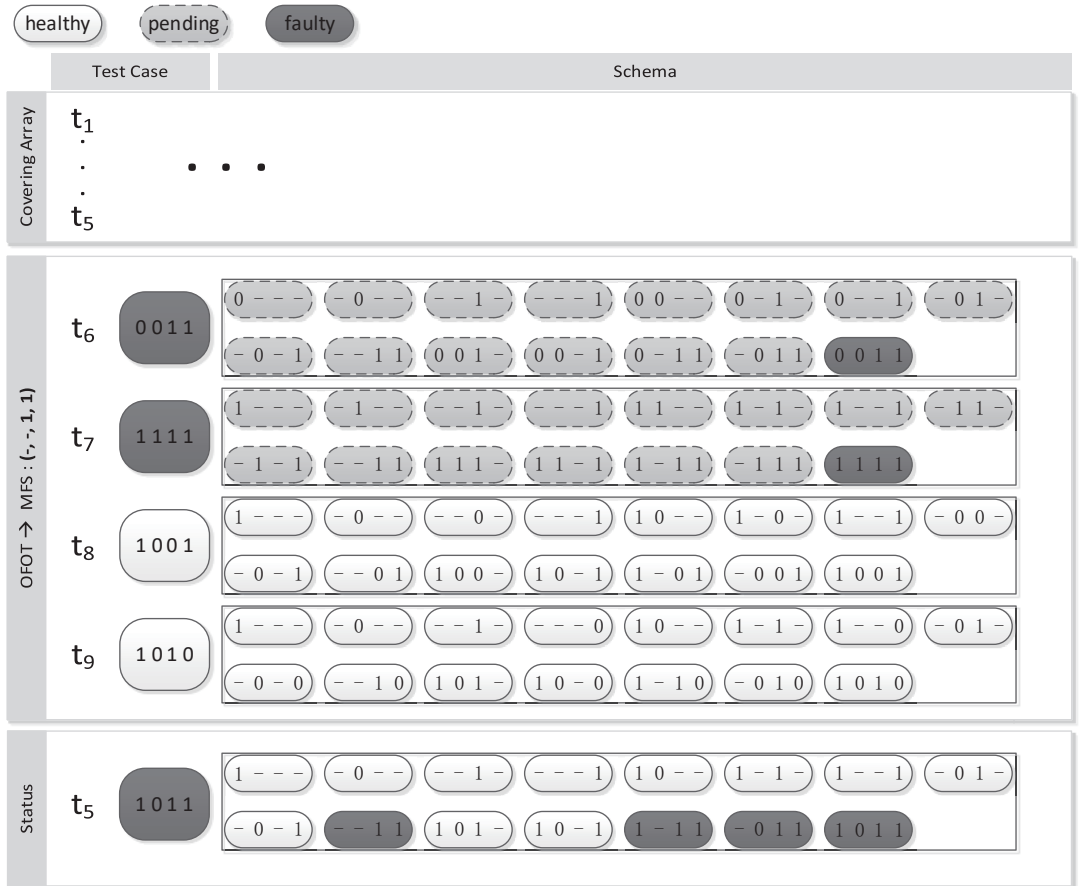 healthy pending faulty
Test Case Schema
Covering Array
t1
.
.
.
. . .
t5
OFOT → MFS : (-, -, 1, 1)
t6 0011
0 - - - - 0 - - - - 1 - - - - 1 0 0 - - 0 - 1 - 0 - - 1 - 0 1 -
- 0 - 1 - - 1 1 0 0 1 - 0 0 - 1 0 - 1 1 - 0 1 1 0 0 1 1
t7 1111
1 - - - - 1 - - - - 1 - - - - 1 1 1 - - 1 - 1 - 1 - - 1 - 1 1 -
- 1 - 1 - - 1 1 1 1 1 - 1 1 - 1 1 - 1 1 - 1 1 1 1 1 1 1
t8 1001
1 - - - - 0 - - - - 0 - - - - 1 1 0 - - 1 - 0 - 1 - - 1 - 0 0 -
- 0 - 1 - - 0 1 1 0 0 - 1 0 - 1 1 - 0 1 - 0 0 1 1 0 0 1
t9 1010
1 - - - - 0 - - - - 1 - - - - 0 1 0 - - 1 - 1 - 1 - - 0 - 0 1 -
- 0 - 0 - - 1 0 1 0 1 - 1 0 - 0 1 - 1 0 - 0 1 0 1 0 1 0
Status
t5 1011
1 - - - - 0 - - - - 1 - - - - 1 1 0 - - 1 - 1 - 1 - - 1 - 0 1 -
- 0 - 1 - - 1 1 1 0 1 - 1 0 - 1 1 - 1 1 - 0 1 1 1 0 1 1